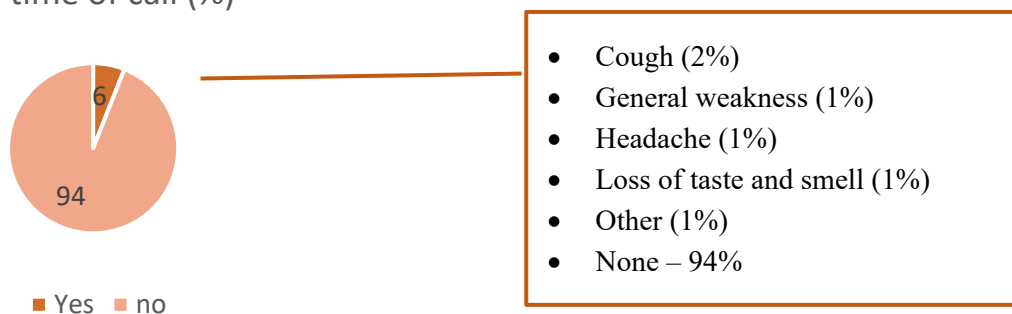 time of call (%)
6
94
Yes no
• Cough (2%)
• General weakness (1%)
• Headache (1%)
• Loss of taste and smell (1%)
• Other (1%)
• None – 94%